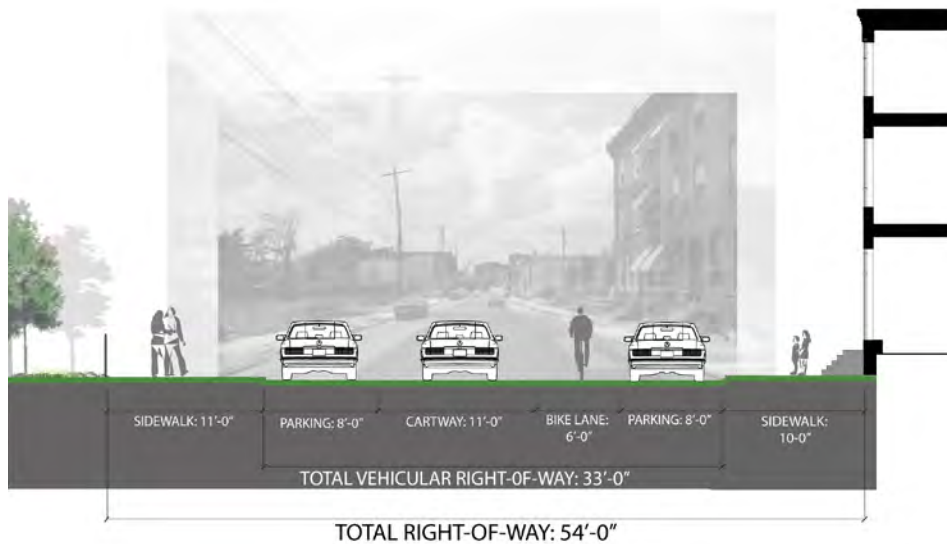 SIDEWALK: 11'-0"
PARKING: 8'-0"
CARTWAY: 11'-0"
BIKE LANE:
6'-0"
PARKING: 8'-0"
SIDEWALK:
10-0"
TOTAL VEHICULAR RIGHT-0F-WAY: 33'-0"
TOTAL RIGHT-OF-WAY: 54'-0"